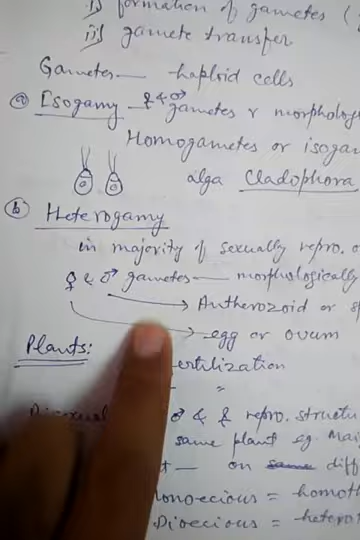 i) formation of gametes (
ii) gamete transfer
Gametes — haploid cells
ⓐ Isogamy — ♀ & ♂ gametes r morpholog
Homogametes or isoga
alga Cladophora
ⓑ Heterogamy
in majority of sexually repro. o
♀ & ♂ gametes — morphologically
→ Antherozoid or s
→ egg or ovum
Plants:
ertilization
"
♂ & ♀ repro. structu
same plant eg. Mai
t — on same diff
onoecious = homoth
Dioecious = hetero